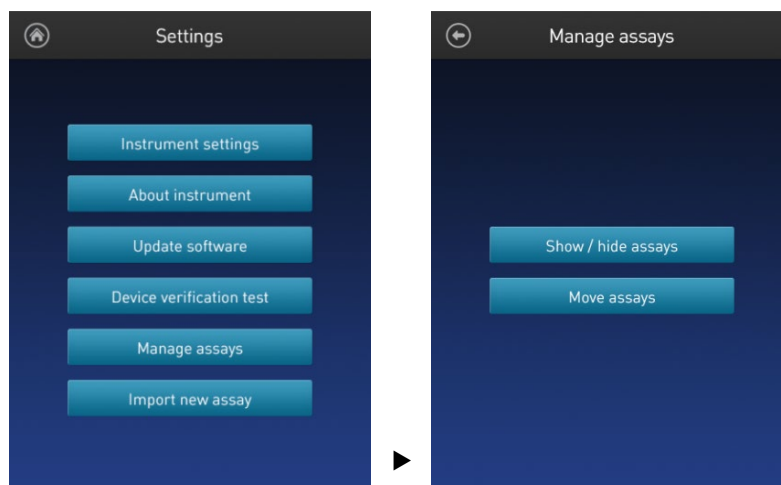 Settings
Instrument settings
About instrument
Update software
Device verification test
Manage assays
Import new assay
Manage assays
Show / hide assays
Move assays